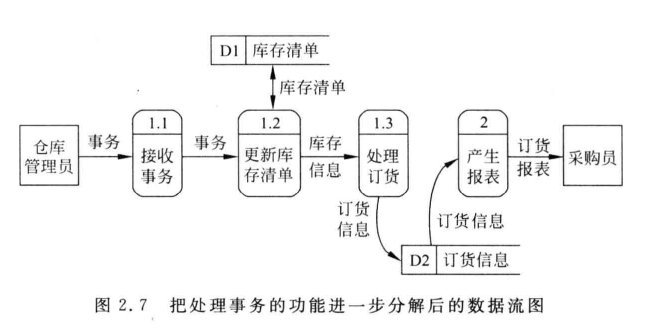 D1 库存清单
库存清单
仓库
管理员
事务
1.1
接收
事务
事务
1.2
更新库
存清单
库存
信息
1.3
处理
订货
2
产生
报表
订货
报表
采购员
订货
信息
订货信息
D2 订货信息
图 2.7 把处理事务的功能进一步分解后的数据流图